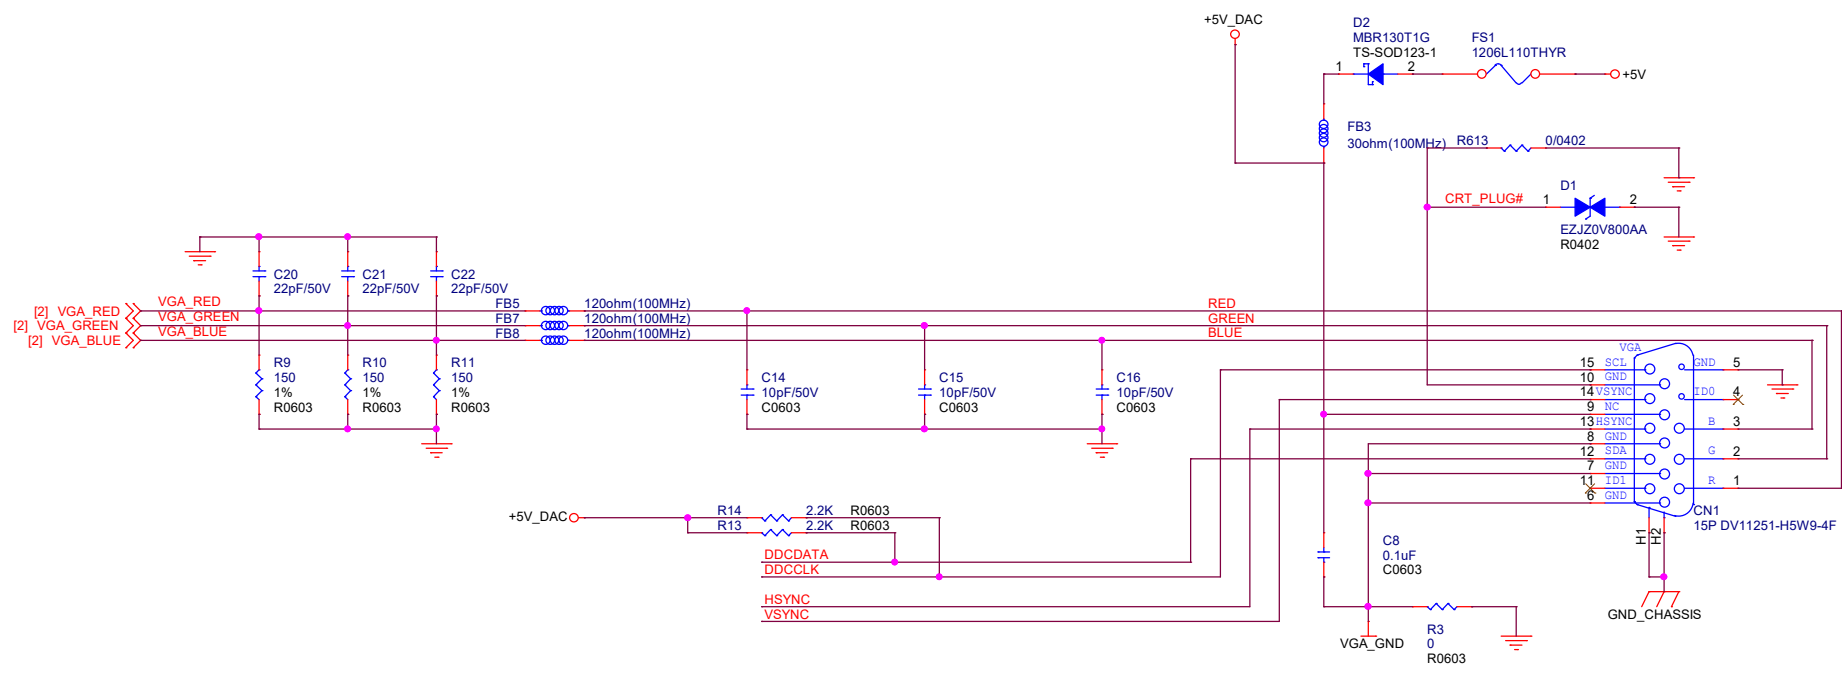 +5V_DAC
D2
MBR130T1G
TS-SOD123-1
1 2
FS1
1206L110THYR
+5V
FB3
30ohm(100MHz)
R613 0/0402
CRT_PLUG#
D1
1 2
EZJZ0V800AA
R0402
C20
22pF/50V
C21
22pF/50V
C22
22pF/50V
[2] VGA_RED
[2] VGA_GREEN
[2] VGA_BLUE
VGA_RED
VGA_GREEN
VGA_BLUE
FB5 120ohm(100MHz)
FB7 120ohm(100MHz)
FB8 120ohm(100MHz)
RED
GREEN
BLUE
R9
150
1%
R0603
R10
150
1%
R0603
R11
150
1%
R0603
C14
10pF/50V
C0603
C15
10pF/50V
C0603
C16
10pF/50V
C0603
VGA
15 SCL
10 GND
14 VSYNC
9 NC
13 HSYNC
8 GND
12 SDA
7 GND
11 ID1
6 GND
GND 5
ID0 4
B 3
G 2
R 1
CN1
15P DV11251-H5W9-4F
H1
H2
GND_CHASSIS
+5V_DAC
R14 2.2K R0603
R13 2.2K R0603
DDCDATA
DDCCLK
HSYNC
VSYNC
C8
0.1uF
C0603
VGA_GND
R3
0
R0603